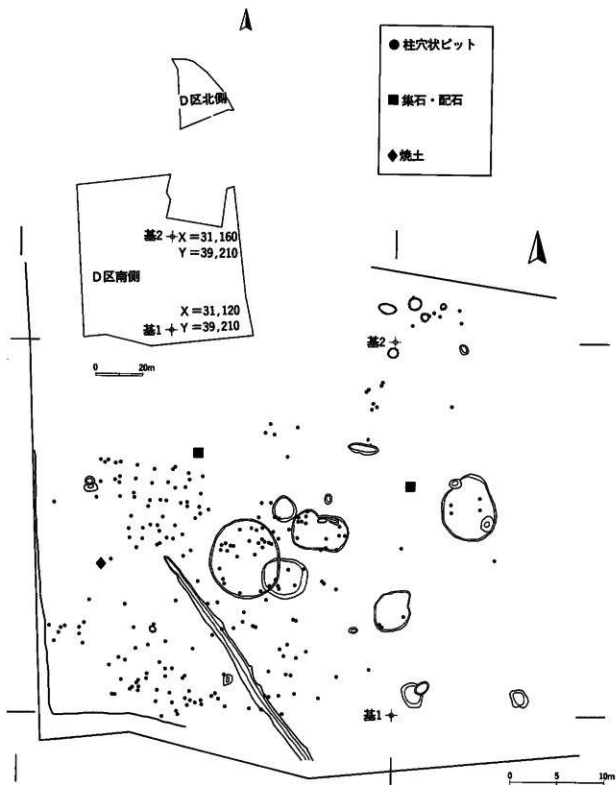 D区北側
●柱穴状ピット
■集石・配石
◆焼土
基2 X=31,160
Y=39,210
D区南側
X=31,120
基1 Y=39,210
0 20m
基2
基1
0 5 10m